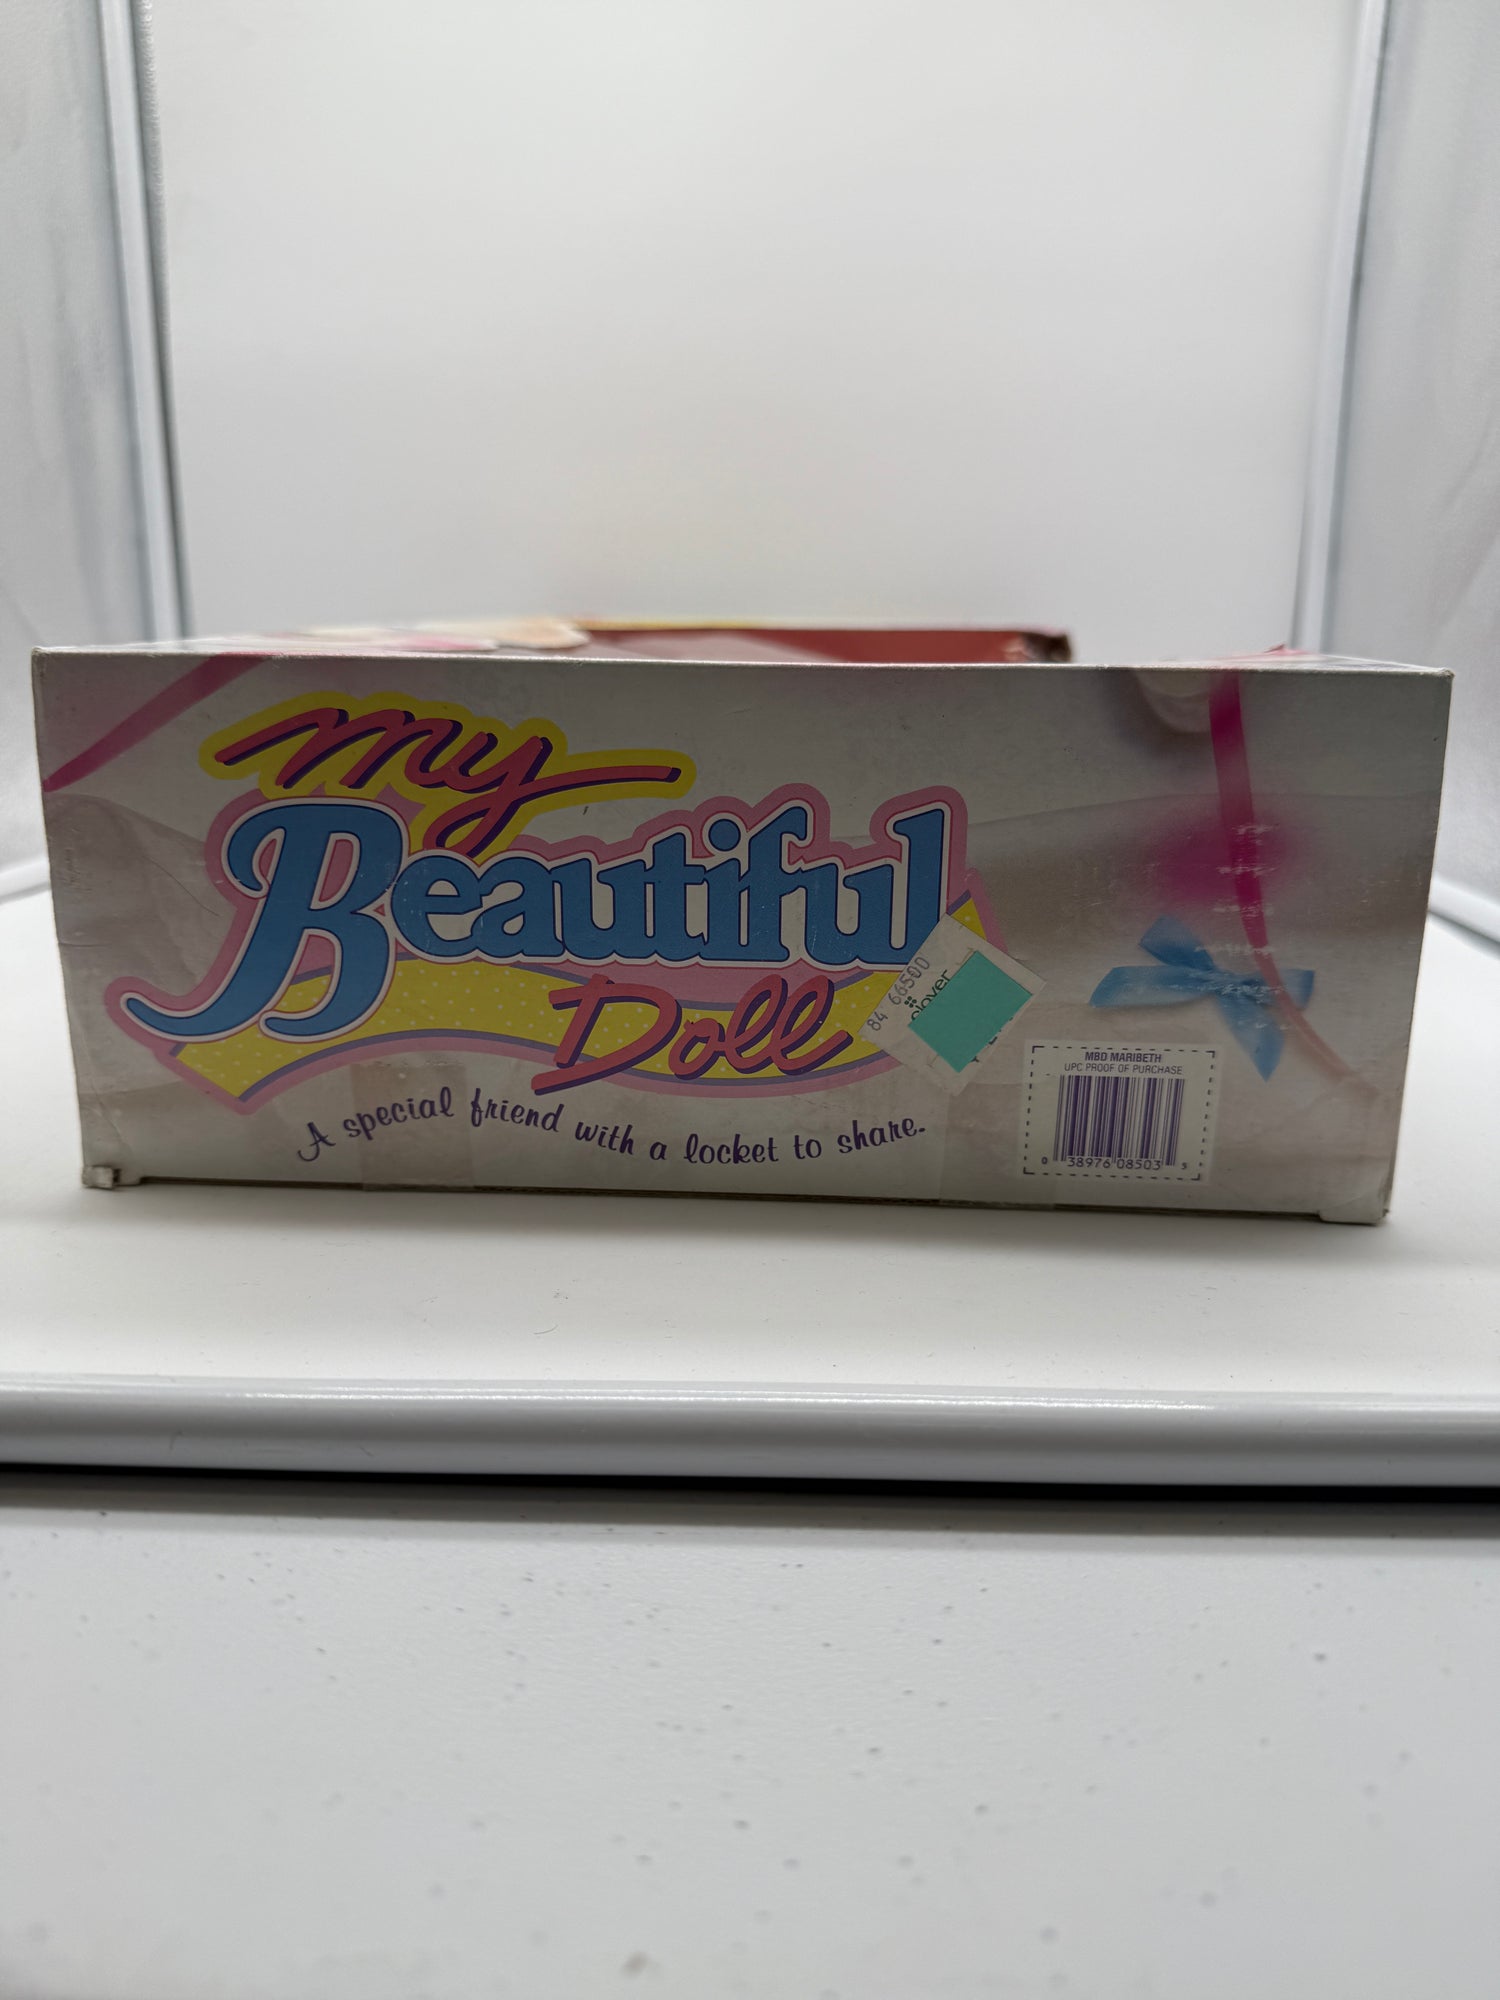 my
Beautiful
Doll
84 66500
clover
A special friend with a locket to share.
MBD MARIBETH
UPC PROOF OF PURCHASE
0 38976 08503 5